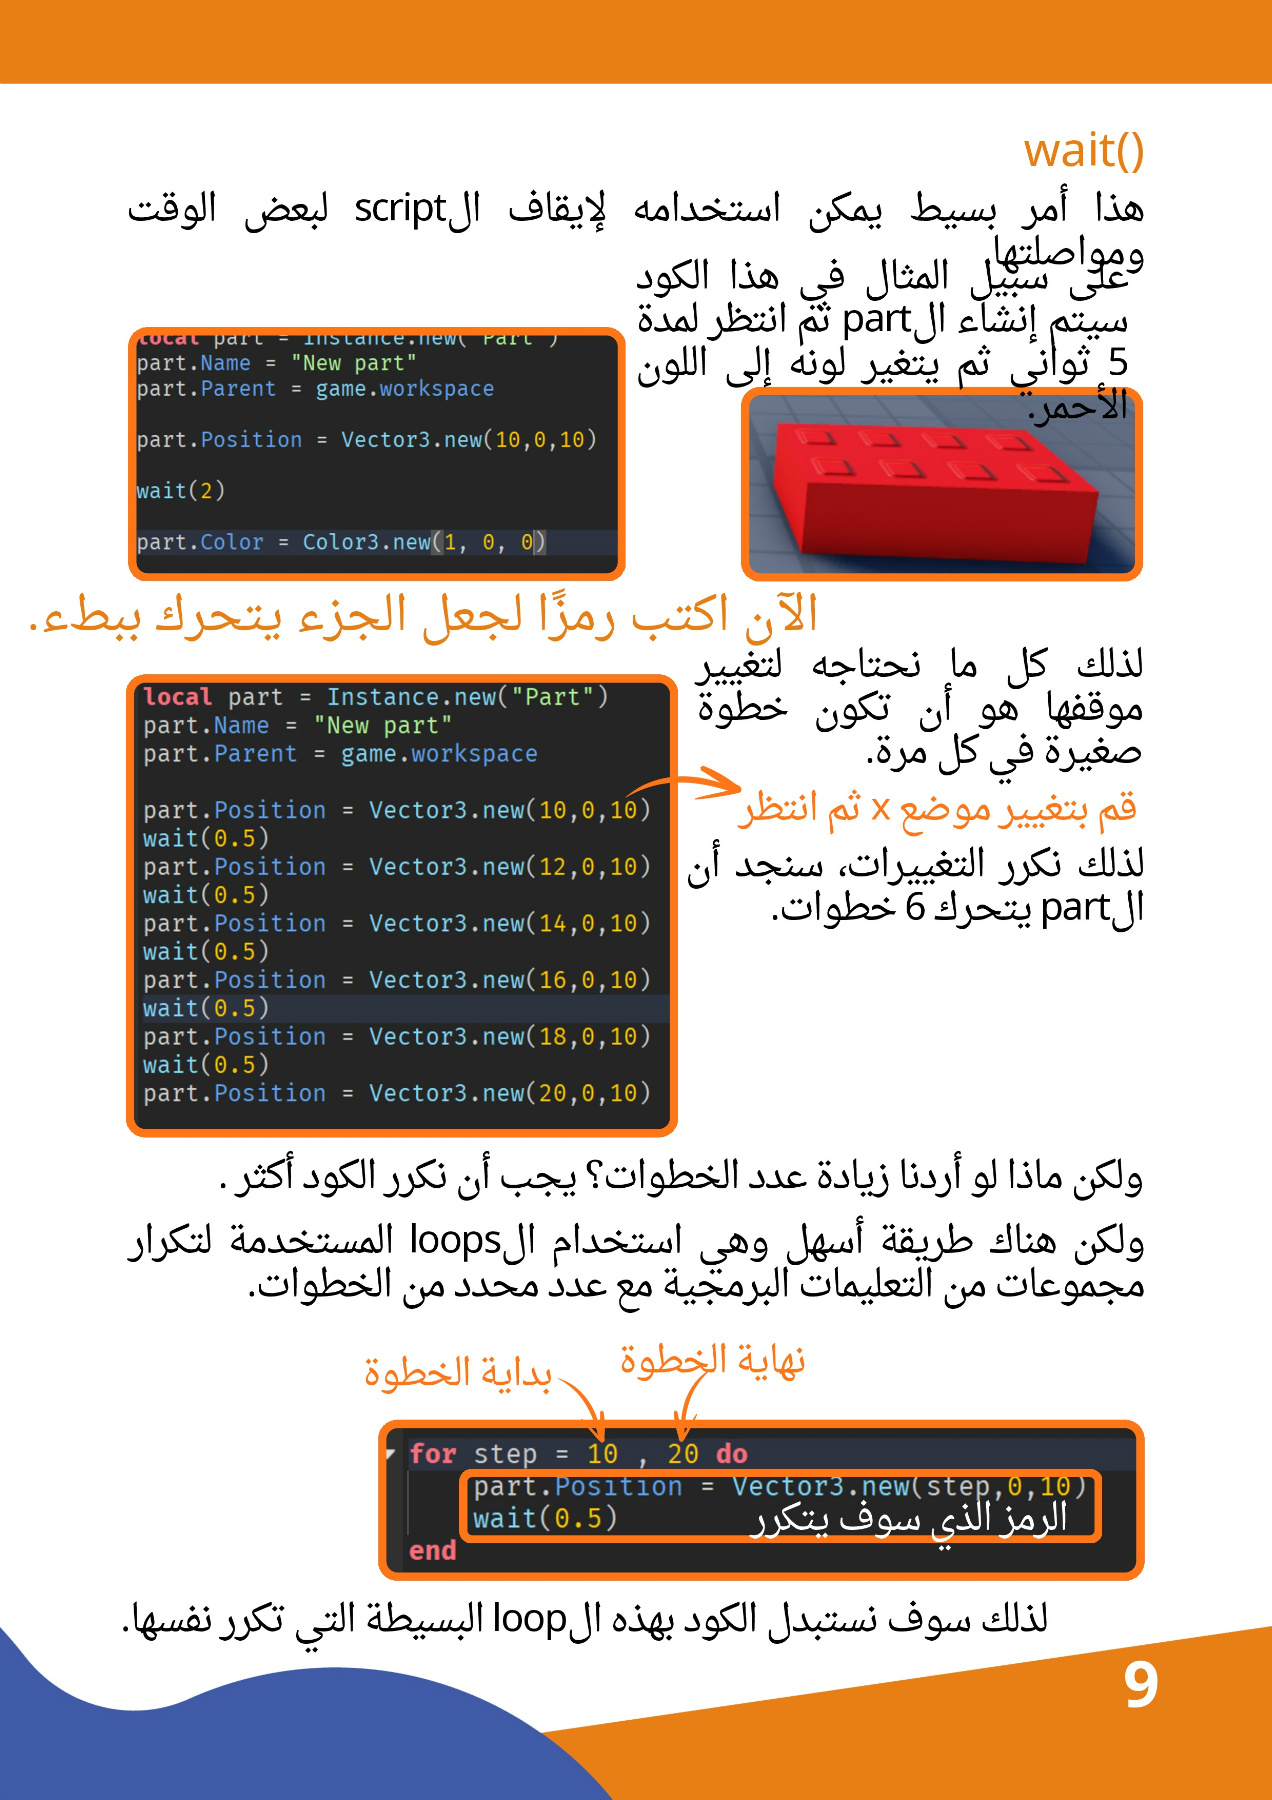 wait()
هذا أمر بسيط يمكن استخدامه لإيقاف الscript لبعض الوقت
ومواصلتها
على سبيل المثال في هذا الكود
سيتم إنشاء الpart ثم انتظر لمدة
5 ثواني ثم يتغير لونه إلى اللون
الأحمر.
local part = Instance.new("Part")
part.Name = "New part"
part.Parent = game.workspace
part.Position = Vector3.new(10,0,10)
wait(2)
part.Color = Color3.new(1, 0, 0)
الآن اكتب رمزًا لجعل الجزء يتحرك ببطء.
لذلك كل ما نحتاجه لتغيير
موقفها هو أن تكون خطوة
صغيرة في كل مرة.
قم بتغيير موضع x ثم انتظر
لذلك نكرر التغييرات، سنجد أن
الpart يتحرك 6 خطوات.
local part = Instance.new("Part")
part.Name = "New part"
part.Parent = game.workspace
part.Position = Vector3.new(10,0,10)
wait(0.5)
part.Position = Vector3.new(12,0,10)
wait(0.5)
part.Position = Vector3.new(14,0,10)
wait(0.5)
part.Position = Vector3.new(16,0,10)
wait(0.5)
part.Position = Vector3.new(18,0,10)
wait(0.5)
part.Position = Vector3.new(20,0,10)
ولكن ماذا لو أردنا زيادة عدد الخطوات؟ يجب أن نكرر الكود أكثر .
ولكن هناك طريقة أسهل وهي استخدام الloops المستخدمة لتكرار
مجموعات من التعليمات البرمجية مع عدد محدد من الخطوات.
نهاية الخطوة
بداية الخطوة
for step = 10 , 20 do
part.Position = Vector3.new(step,0,10)
wait(0.5)
الرمز الذي سوف يتكرر
end
لذلك سوف نستبدل الكود بهذه الloop البسيطة التي تكرر نفسها.
9